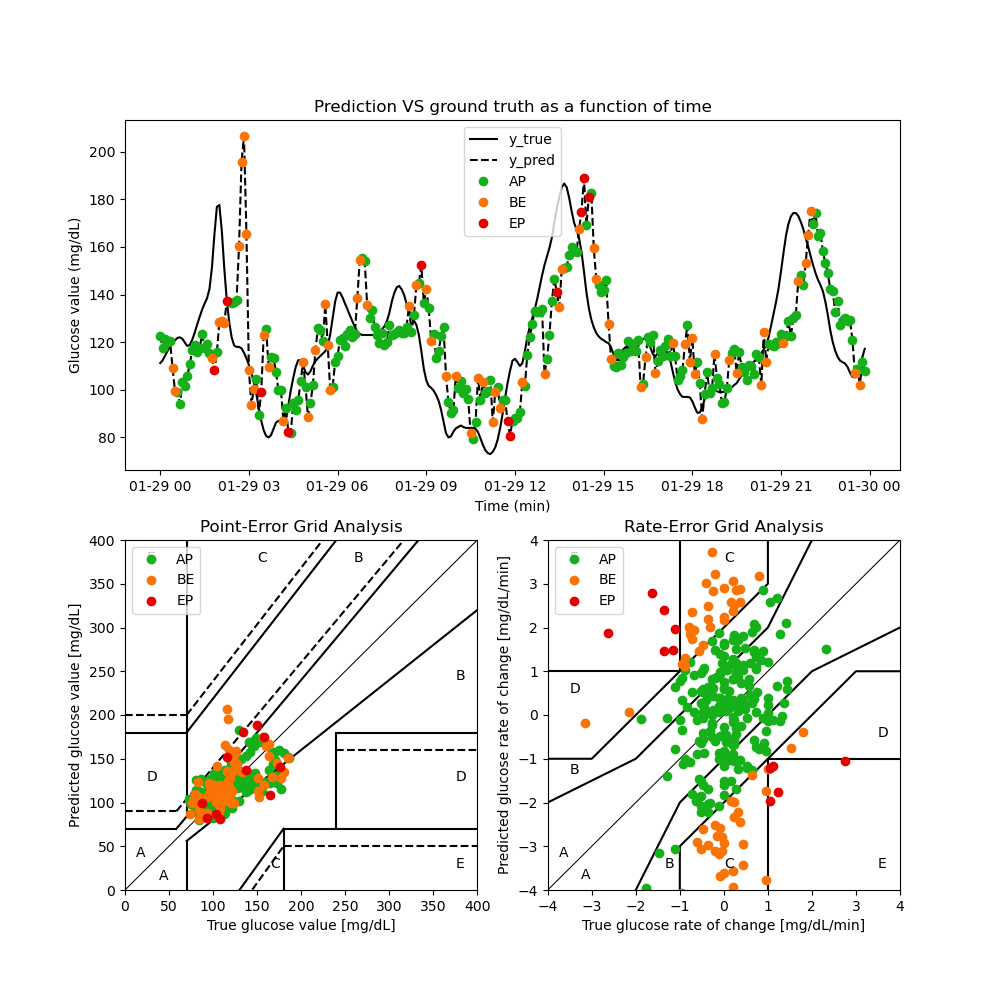 Prediction VS ground truth as a function of time
Glucose value (mg/dL)
200
180
160
140
120
100
80
y_true
y_pred
AP
BE
EP
01-29 00
01-29 03
01-29 06
01-29 09
01-29 12
01-29 15
01-29 18
01-29 21
01-30 00
Time (min)
Point-Error Grid Analysis
Predicted glucose value [mg/dL]
400
350
300
250
200
150
100
50
0
AP
BE
EP
C
B
B
D
D
A
A
C
E
0
50
100
150
200
250
300
350
400
True glucose value [mg/dL]
Rate-Error Grid Analysis
Predicted glucose rate of change [mg/dL/min]
4
3
2
1
0
−1
−2
−3
−4
AP
BE
EP
C
D
D
B
A
A
B
C
E
−4
−3
−2
−1
0
1
2
3
4
True glucose rate of change [mg/dL/min]